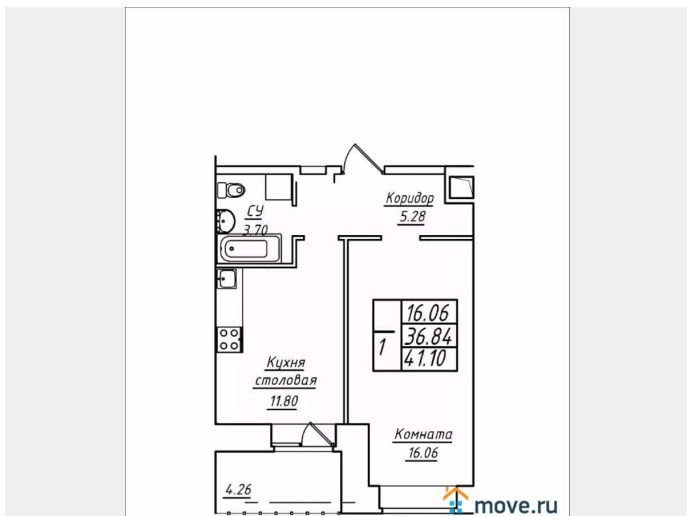 Коридор
5.28
СУ
3.70
16.06
36.84
1
41.10
Кухня
столовая
11.80
Комната
16.06
4.26
move.ru